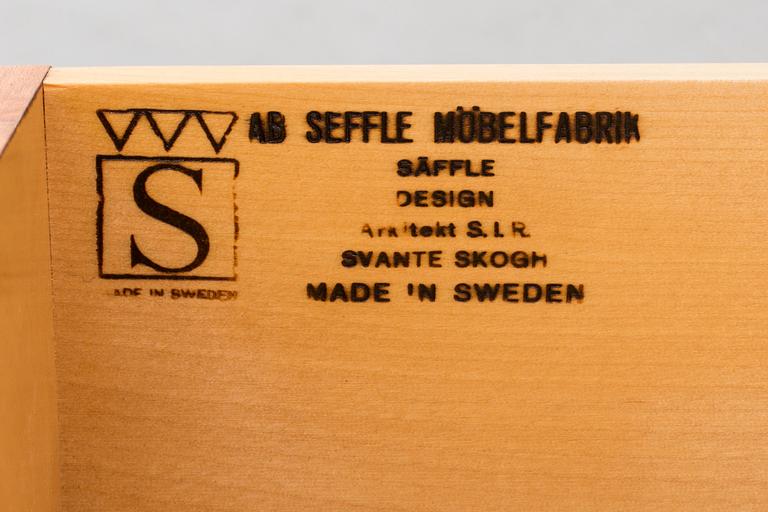 AB SEFFLE MÖBELFABRIK
SÄFFLE
DESIGN
Arkitekt S.I.R.
SVANTE SKOGH
MADE IN SWEDEN
S
MADE IN SWEDEN